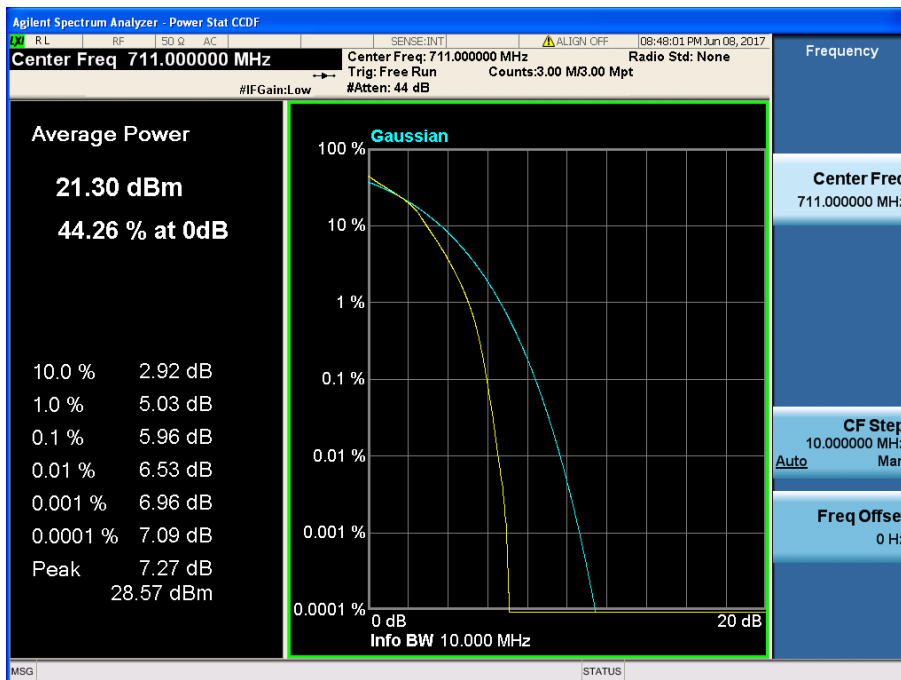 Agilent Spectrum Analyzer - Power Stat CCDF
LXI RL RF 50 Ω AC SENSE:INT ALIGN OFF 08:48:01 PM Jun 08, 2017
Center Freq 711.000000 MHz
Center Freq: 711.000000 MHz Radio Std: None
Trig: Free Run Counts:3.00 M/3.00 Mpt
#IFGain:Low #Atten: 44 dB
Average Power
21.30 dBm
44.26 % at 0dB
10.0 % 2.92 dB
1.0 % 5.03 dB
0.1 % 5.96 dB
0.01 % 6.53 dB
0.001 % 6.96 dB
0.0001 % 7.09 dB
Peak 7.27 dB
28.57 dBm
Gaussian
100 %
10 %
1 %
0.1 %
0.01 %
0.001 %
0.0001 %
0 dB 20 dB
Info BW 10.000 MHz
Frequency
Center Freq
711.000000 MHz
CF Step
10.000000 MHz
Auto Man
Freq Offse
0 Hz
MSG STATUS